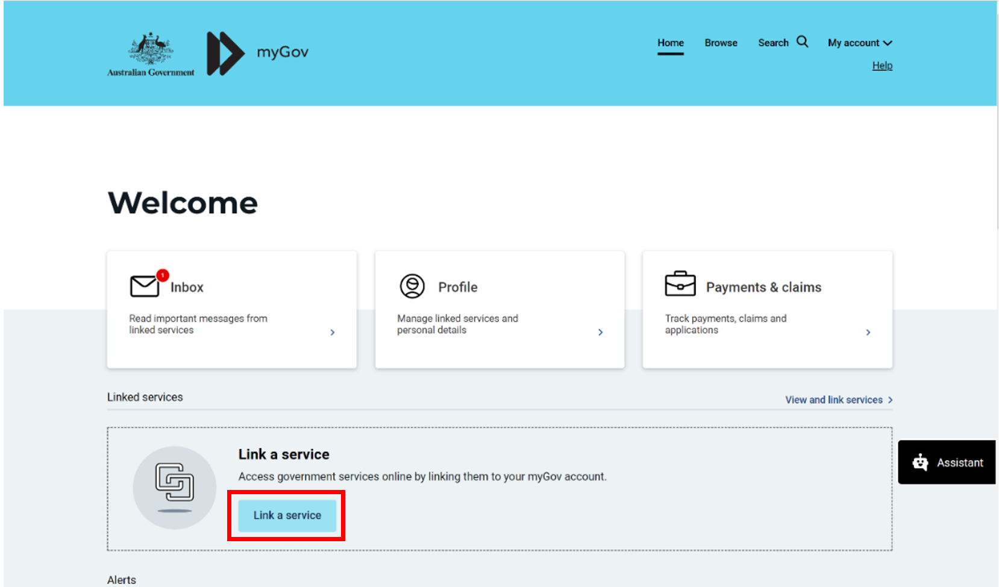 Australian Government
myGov
Home Browse Search My account
Help
Welcome
1
Inbox
Read important messages from
linked services
Profile
Manage linked services and
personal details
Payments & claims
Track payments, claims and
applications
Linked services
View and link services
Link a service
Access government services online by linking them to your myGov account.
Link a service
Assistant
Alerts